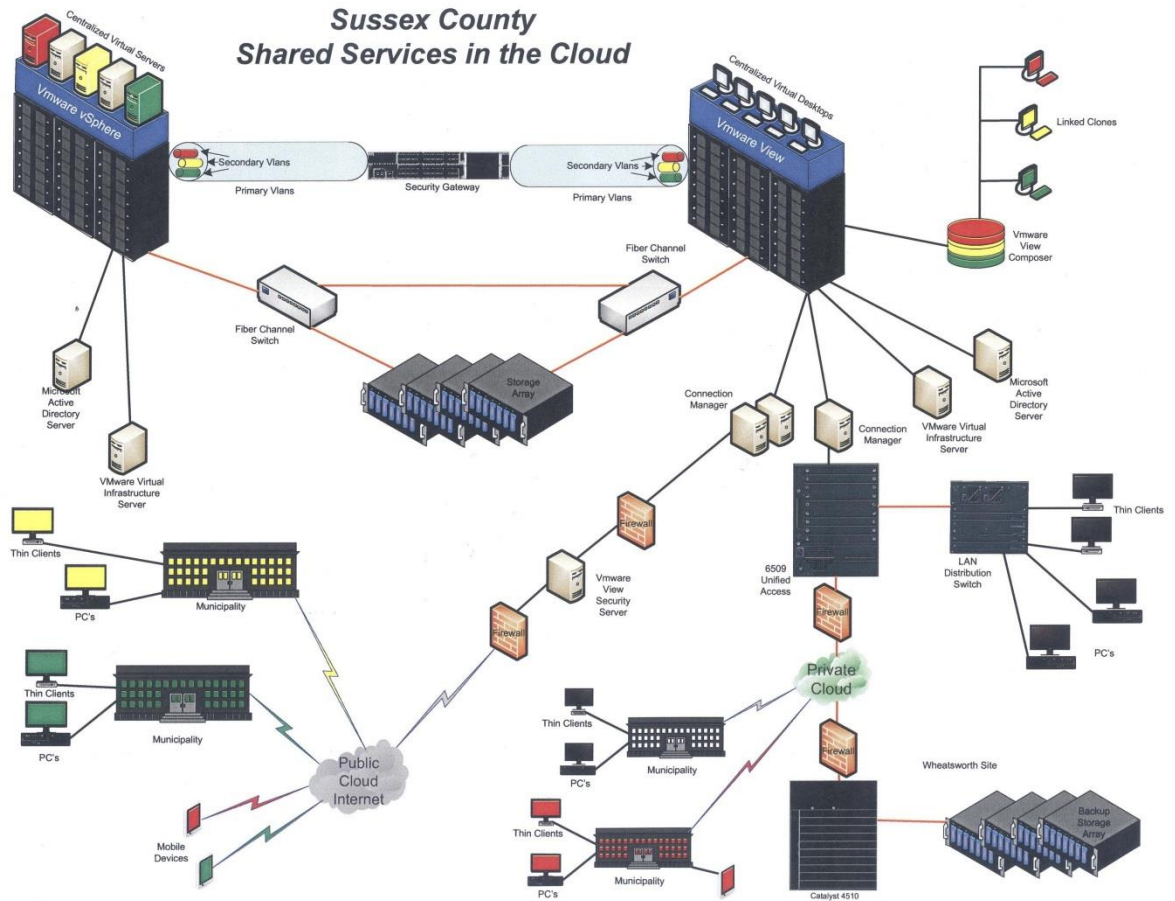 Sussex County
Shared Services in the Cloud
Centralized Virtual Servers
Vmware vSphere
Secondary Vlans
Primary Vlans
Security Gateway
Secondary Vlans
Primary Vlans
Centralized Virtual Desktops
Vmware View
Linked Clones
Vmware
View
Composer
Fiber Channel
Switch
Fiber Channel
Switch
Storage
Array
Microsoft
Active
Directory
Server
VMware Virtual
Infrastructure
Server
Connection
Manager
Connection
Manager
VMware Virtual
Infrastructure
Server
Microsoft
Active
Directory
Server
Firewall
Vmware
View
Security
Server
Firewall
6509
Unified
Access
LAN
Distribution
Switch
Thin Clients
PC's
Thin Clients
PC's
Municipality
Thin Clients
PC's
Municipality
Public
Cloud
Internet
Mobile
Devices
Firewall
Private
Cloud
Firewall
Thin Clients
PC's
Municipality
Thin Clients
PC's
Municipality
Wheatsworth Site
Backup
Storage
Array
Catalyst 4510